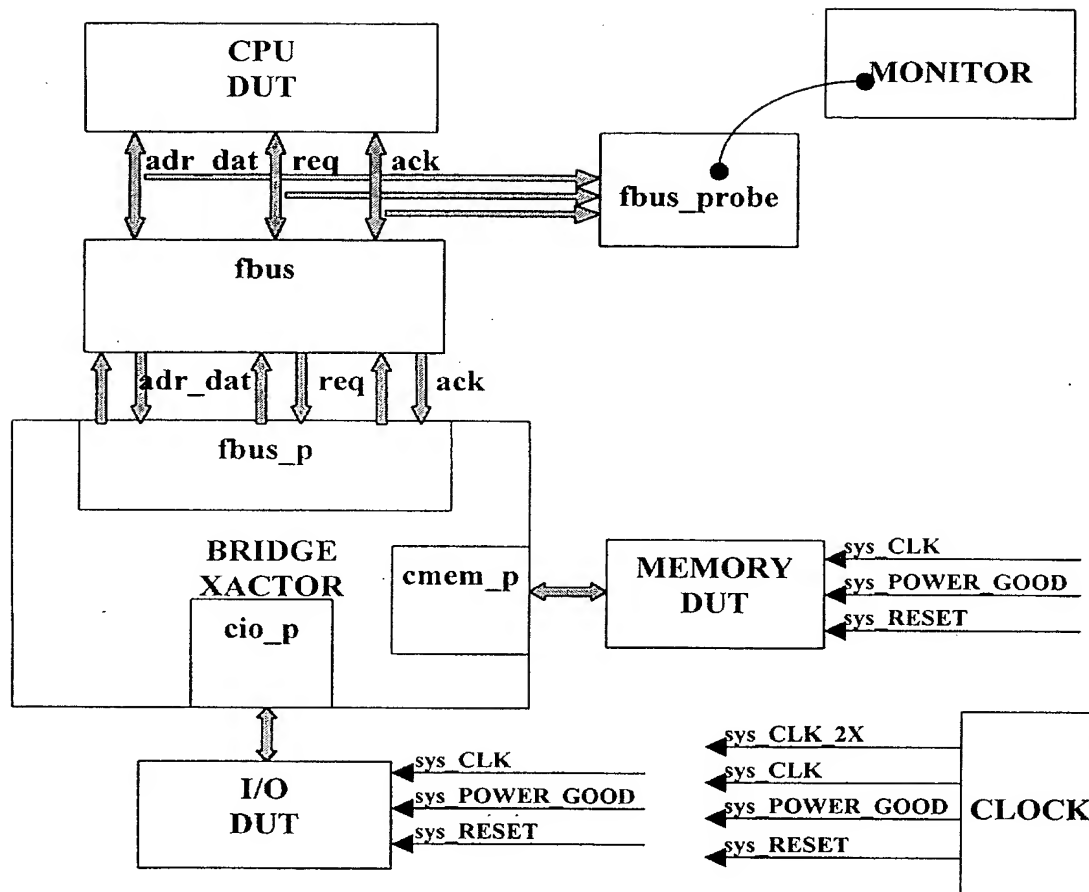 CPU
DUT
MONITOR
adr_dat req ack
fbus_probe
fbus
adr_dat req ack
fbus_p
BRIDGE
XACTOR
cmem_p
cio_p
MEMORY
DUT
sys_CLK
sys_POWER_GOOD
sys_RESET
I/O
DUT
sys_CLK
sys_POWER_GOOD
sys_RESET
sys_CLK_2X
sys_CLK
sys_POWER_GOOD
sys_RESET
CLOCK